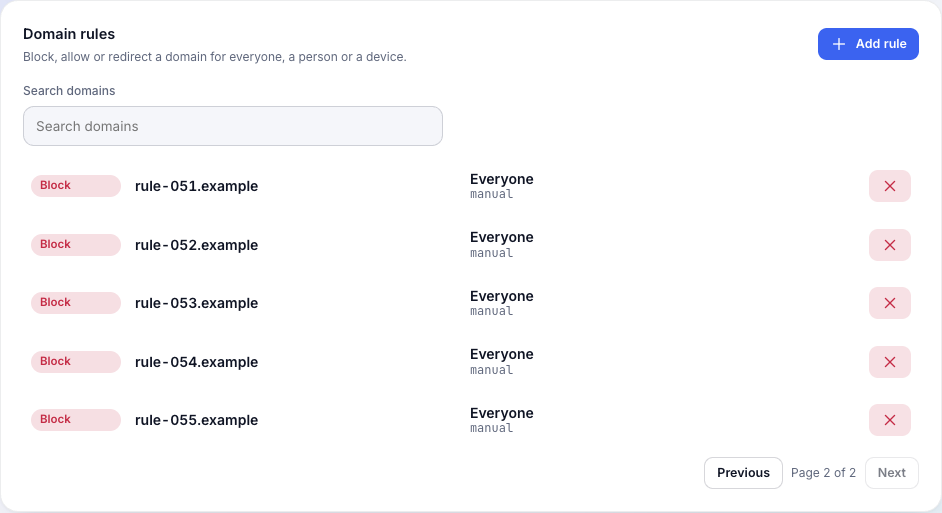 Domain rules
Block, allow or redirect a domain for everyone, a person or a device.
Add rule
Search domains
Search domains
Block rule-051.example Everyone
manual
Block rule-052.example Everyone
manual
Block rule-053.example Everyone
manual
Block rule-054.example Everyone
manual
Block rule-055.example Everyone
manual
Previous Page 2 of 2 Next